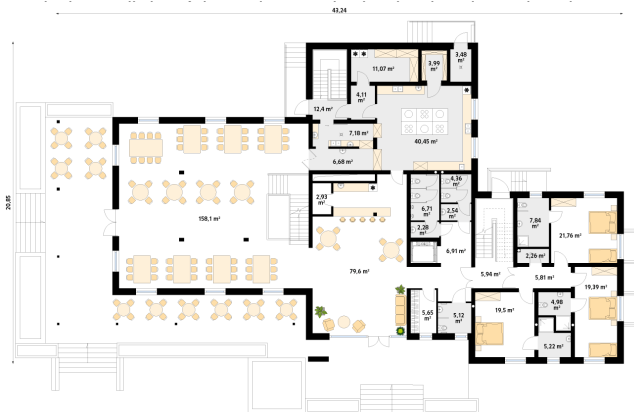 43,24
20,85
3,48
m²
3,99
m²
11,07 m²
4,11
m²
12,4 m²
7,18 m²
40,45 m²
6,68 m²
4,36
m²
2,93
m²
6,71
m²
2,54
m²
7,84
m²
158,1 m²
2,28
m²
21,76 m²
6,91 m²
2,26 m²
79,6 m²
5,94 m²
5,81 m²
19,39 m²
4,98
m²
5,65
m²
5,12
m²
19,5 m²
5,22 m²